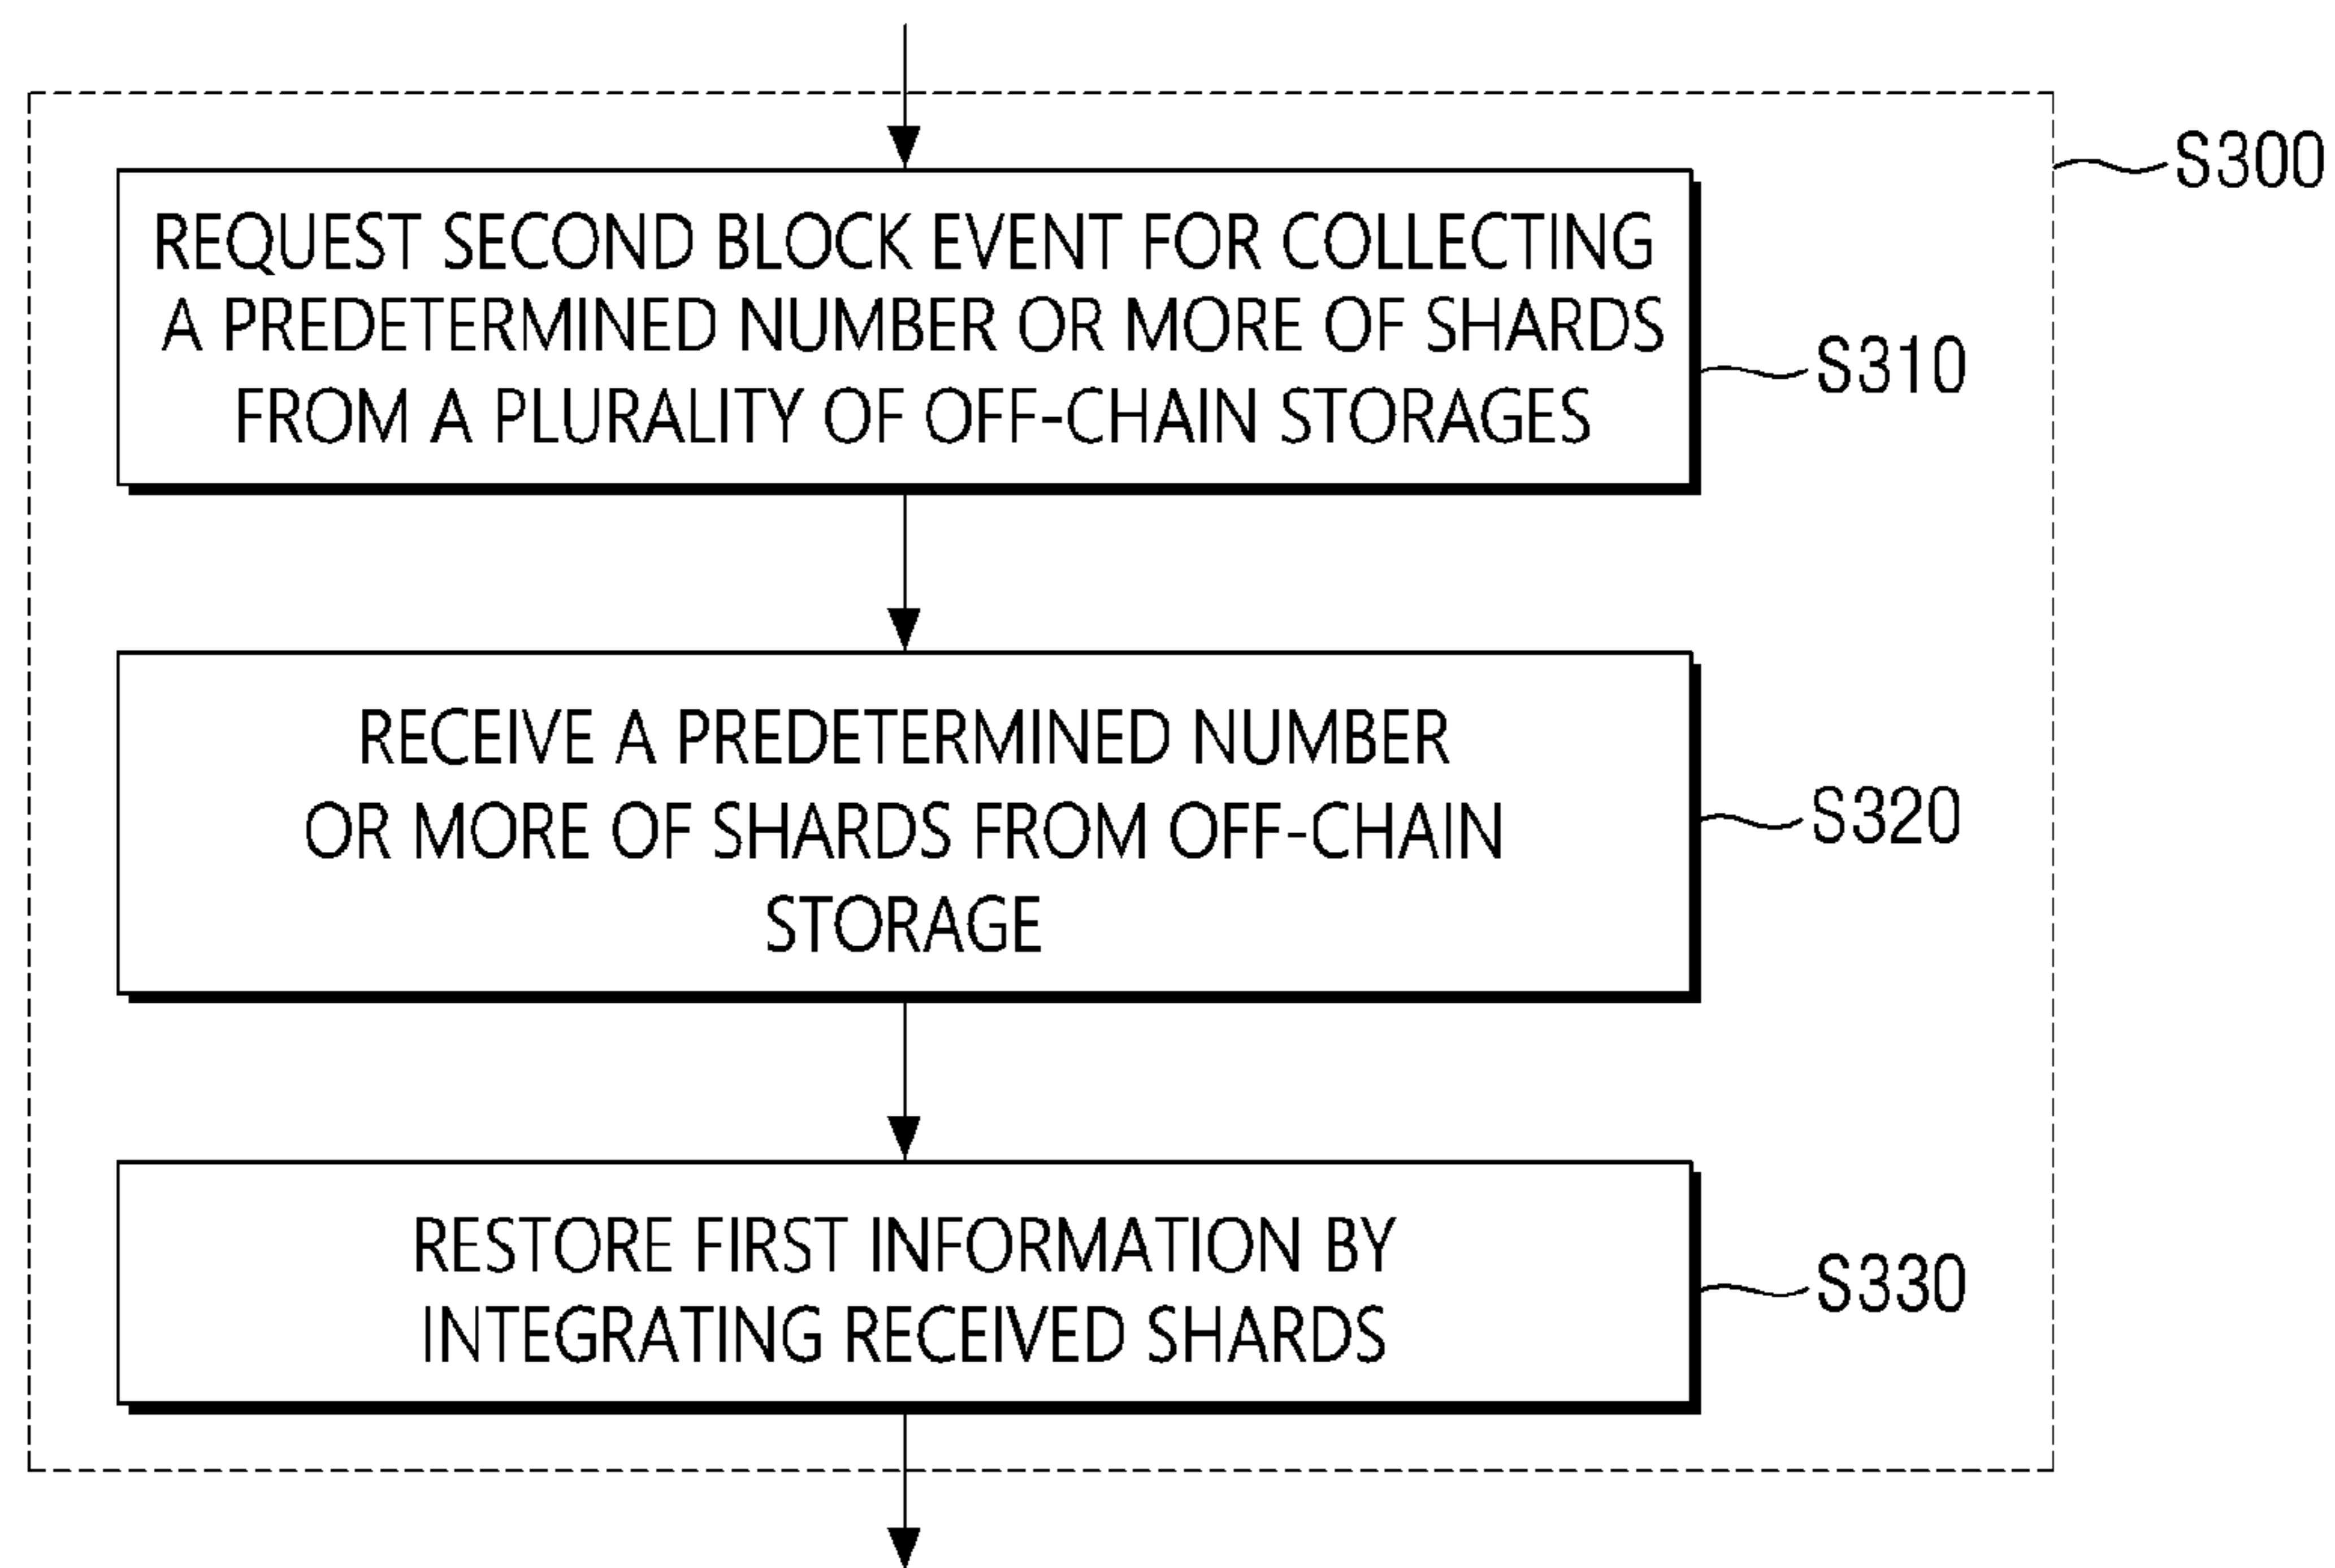 S300
REQUEST SECOND BLOCK EVENT FOR COLLECTING
A PREDETERMINED NUMBER OR MORE OF SHARDS
FROM A PLURALITY OF OFF-CHAIN STORAGES
S310
RECEIVE A PREDETERMINED NUMBER
OR MORE OF SHARDS FROM OFF-CHAIN
STORAGE
S320
RESTORE FIRST INFORMATION BY
INTEGRATING RECEIVED SHARDS
S330